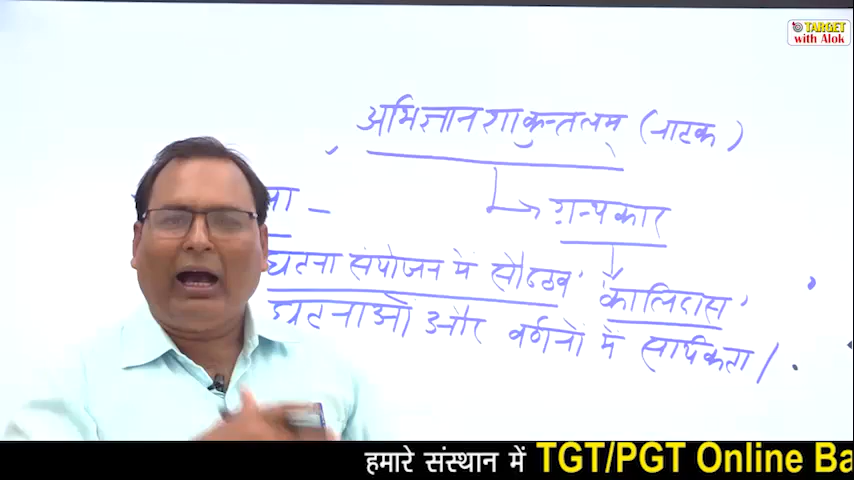 TARGET
with Alok
अभिज्ञानशाकुन्तलम् (नाटक)
ग्रन्थकार
ला –
घटना संयोजन में सौष्ठव
'कालिदास'
घटनाओं और वर्णनों में सार्थकता।
हमारे संस्थान में TGT/PGT Online Ba